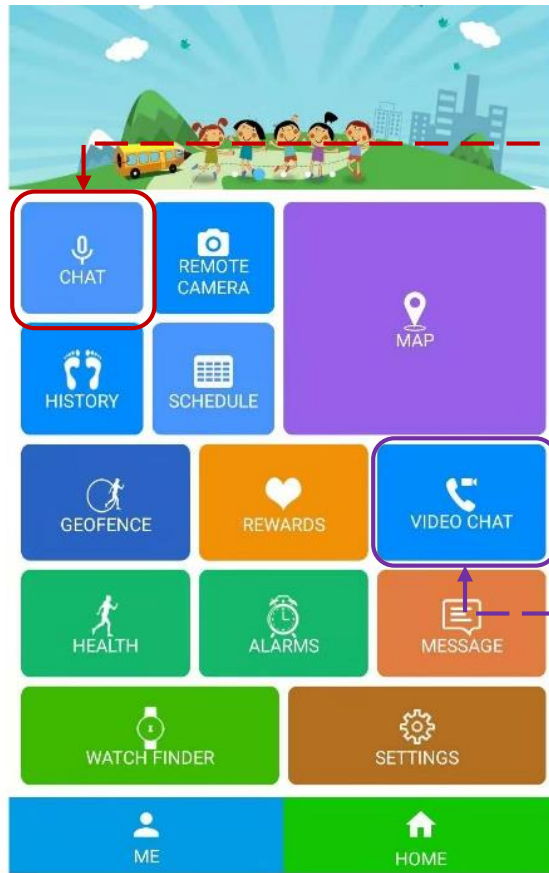 CHAT
REMOTE
CAMERA
MAP
HISTORY
SCHEDULE
GEOFENCE
REWARDS
VIDEO CHAT
HEALTH
ALARMS
MESSAGE
WATCH FINDER
SETTINGS
ME
HOME